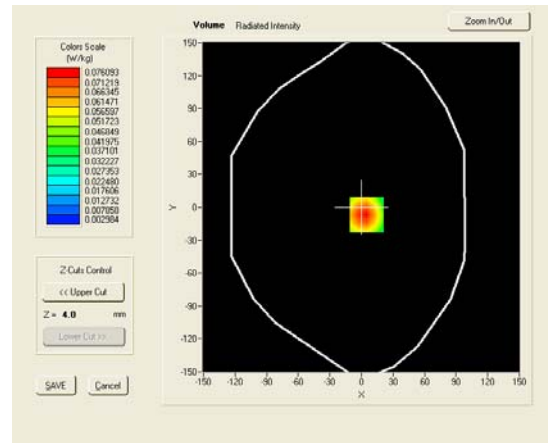 Volume Radiated Intensity
Zoom In/Out
Colors Scale
(W/kg)
0.076093
0.071219
0.066345
0.061471
0.056597
0.051723
0.046849
0.041975
0.037101
0.032227
0.027353
0.022480
0.017606
0.012732
0.007858
0.002984
Z-Cuts Control
<< Upper Cut
Z = 4.0 mm
Lower Cut >>
SAVE Cancel
150
120
90
60
30
0
-30
-60
-90
-120
-150
Y
-150 -120 -90 -60 -30 0 30 60 90 120 150
X